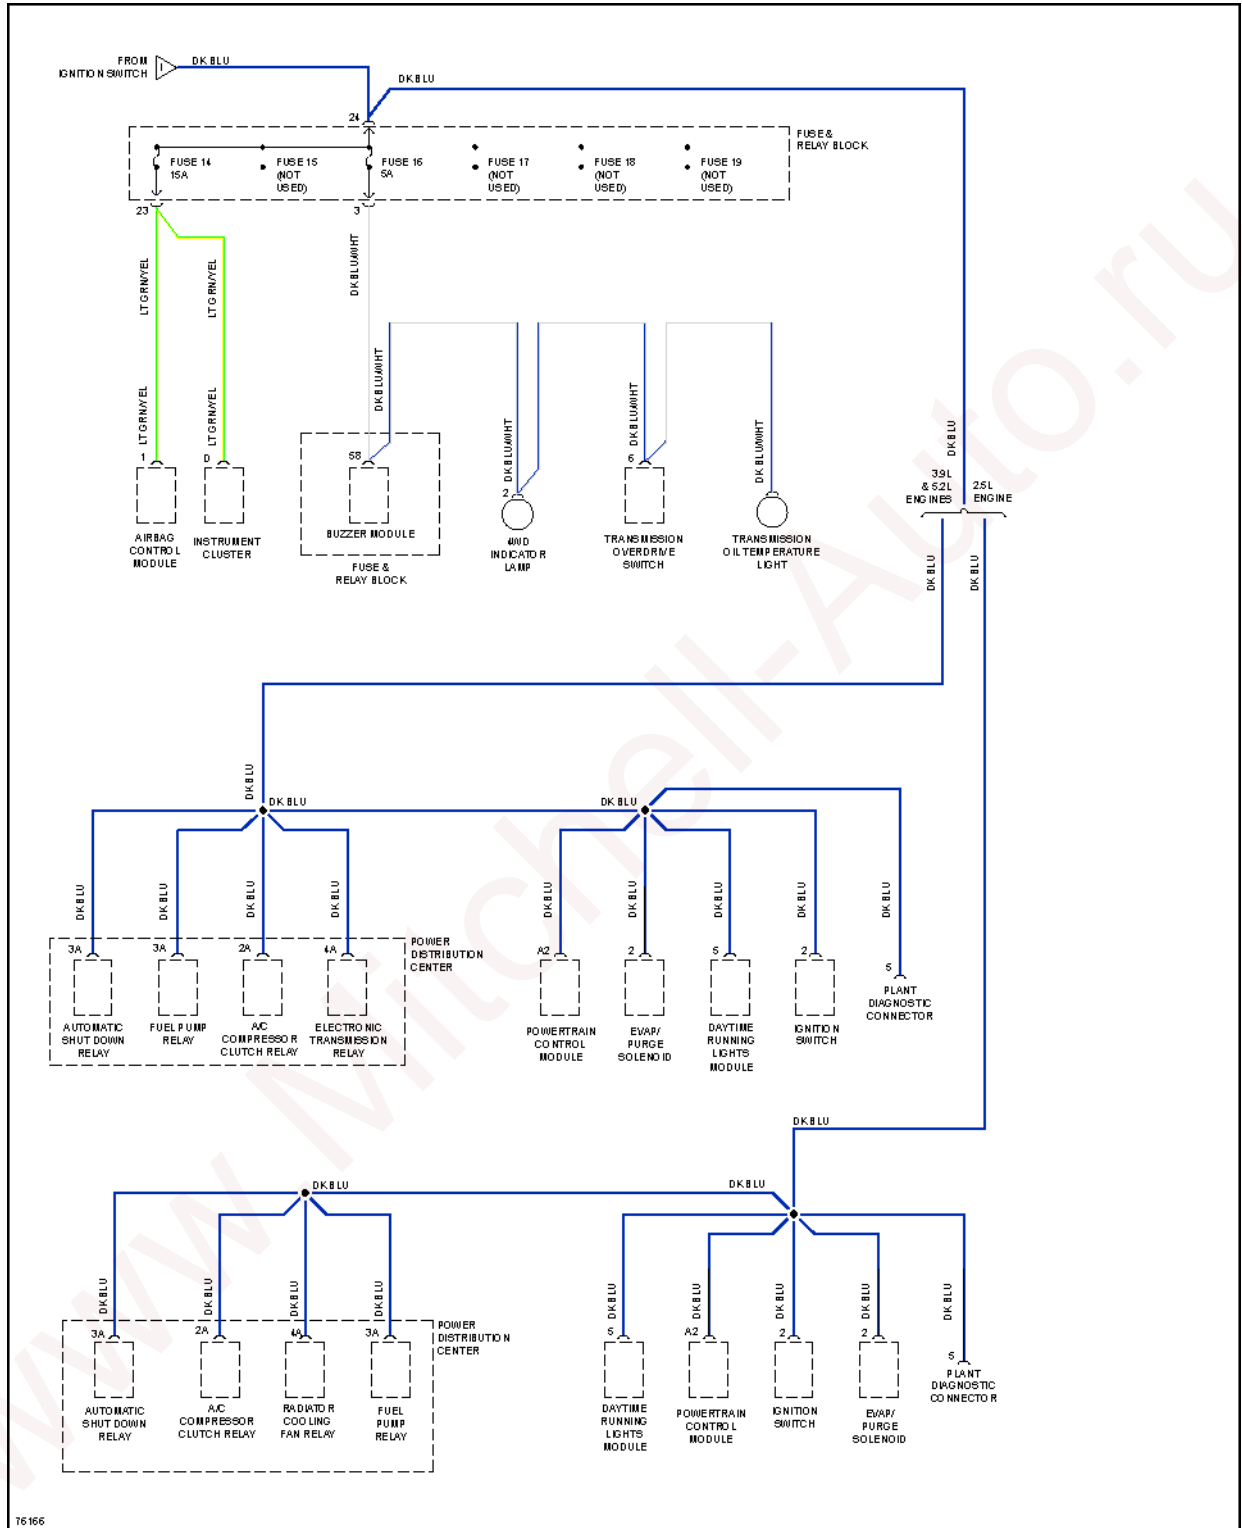 FROM
IGNITION SWITCH
I
DK BLU
DK BLU
24
FUSE &
RELAY BLOCK
FUSE 14
15A
FUSE 15
(NOT
USED)
FUSE 16
5A
FUSE 17
(NOT
USED)
FUSE 18
(NOT
USED)
FUSE 19
(NOT
USED)
23
3
LT GRN/YEL
LT GRN/YEL
DK BLU/WHT
LT GRN/YEL
LT GRN/YEL
DK BLU/WHT
DK BLU/WHT
DK BLU/WHT
DK BLU/WHT
DK BLU
1
D
58
2
6
AIRBAG
CONTROL
MODULE
INSTRUMENT
CLUSTER
BUZZER MODULE
FUSE &
RELAY BLOCK
4WD
INDICATOR
LAMP
TRANSMISSION
OVERDRIVE
SWITCH
TRANSMISSION
OIL TEMPERATURE
LIGHT
3.9L
& 5.2L
ENGINES
2.5L
ENGINE
DK BLU
DK BLU
DK BLU
DK BLU
DK BLU
DK BLU
DK BLU
DK BLU
DK BLU
DK BLU
DK BLU
DK BLU
DK BLU
DK BLU
3A
3A
2A
4A
POWER
DISTRIBUTION
CENTER
A2
2
5
2
5
AUTOMATIC
SHUT DOWN
RELAY
FUEL PUMP
RELAY
A/C
COMPRESSOR
CLUTCH RELAY
ELECTRONIC
TRANSMISSION
RELAY
POWERTRAIN
CONTROL
MODULE
EVAP/
PURGE
SOLENOID
DAYTIME
RUNNING
LIGHTS
MODULE
IGNITION
SWITCH
PLANT
DIAGNOSTIC
CONNECTOR
DK BLU
DK BLU
DK BLU
DK BLU
DK BLU
DK BLU
DK BLU
DK BLU
DK BLU
DK BLU
DK BLU
DK BLU
3A
2A
4A
3A
POWER
DISTRIBUTION
CENTER
5
A2
2
2
5
AUTOMATIC
SHUT DOWN
RELAY
A/C
COMPRESSOR
CLUTCH RELAY
RADIATOR
COOLING
FAN RELAY
FUEL
PUMP
RELAY
DAYTIME
RUNNING
LIGHTS
MODULE
POWERTRAIN
CONTROL
MODULE
IGNITION
SWITCH
EVAP/
PURGE
SOLENOID
PLANT
DIAGNOSTIC
CONNECTOR
76166
www.Mitchell-Auto.ru